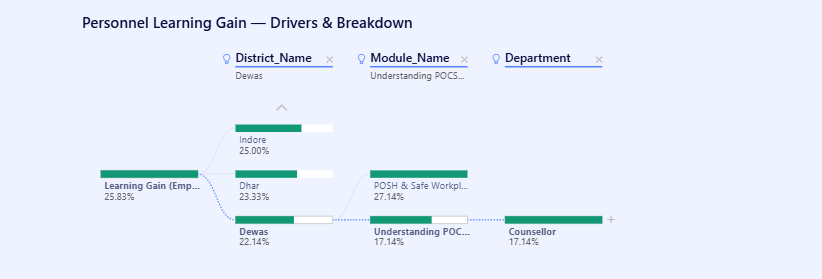 Personnel Learning Gain — Drivers & Breakdown
District_Name
Module_Name
Department
Dewas
Understanding POCS...
Indore
25.00%
Learning Gain (Emp...
25.83%
Dhar
23.33%
POSH & Safe Workpl...
27.14%
Dewas
22.14%
Understanding POC...
17.14%
Counsellor
17.14%